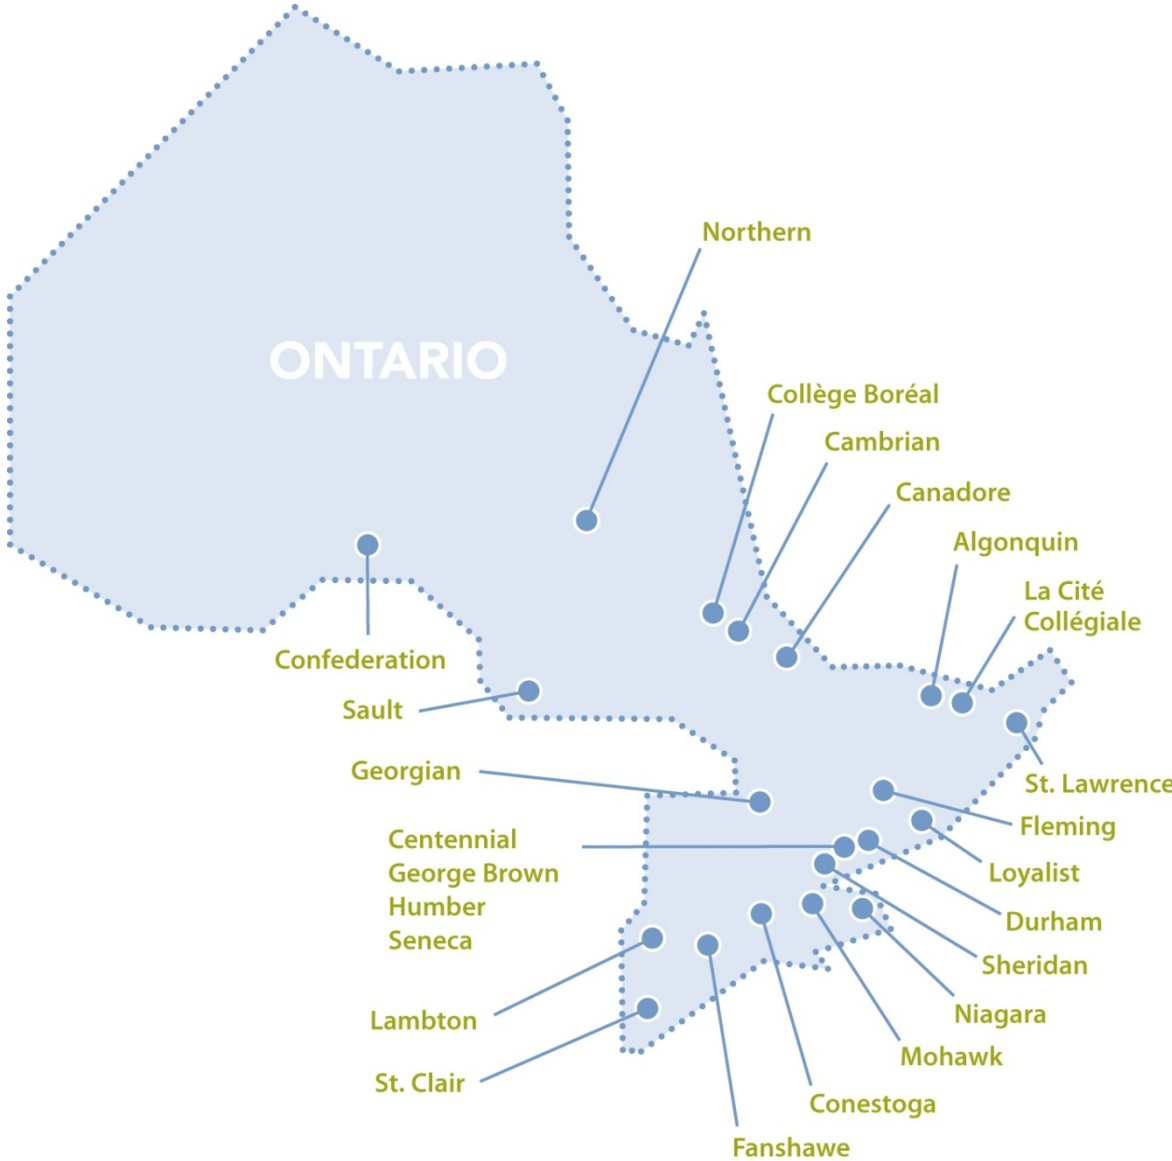 Northern
ONTARIO
Collège Boréal
Cambrian
Canadore
Algonquin
La Cité
Collégiale
Confederation
Sault
Georgian
St. Lawrence
Fleming
Centennial
George Brown
Humber
Seneca
Loyalist
Durham
Sheridan
Niagara
Lambton
Mohawk
St. Clair
Conestoga
Fanshawe